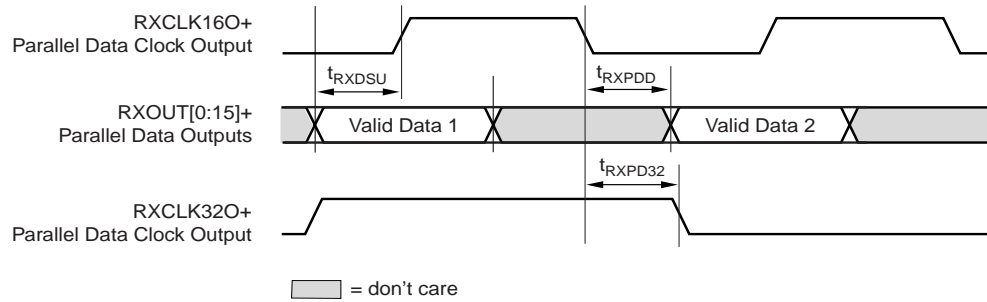 RXCLK16O+
Parallel Data Clock Output
tRXDSU
tRXPDD
RXOUT[0:15]+
Parallel Data Outputs
Valid Data 1
Valid Data 2
tRXPD32
RXCLK32O+
Parallel Data Clock Output
= don't care